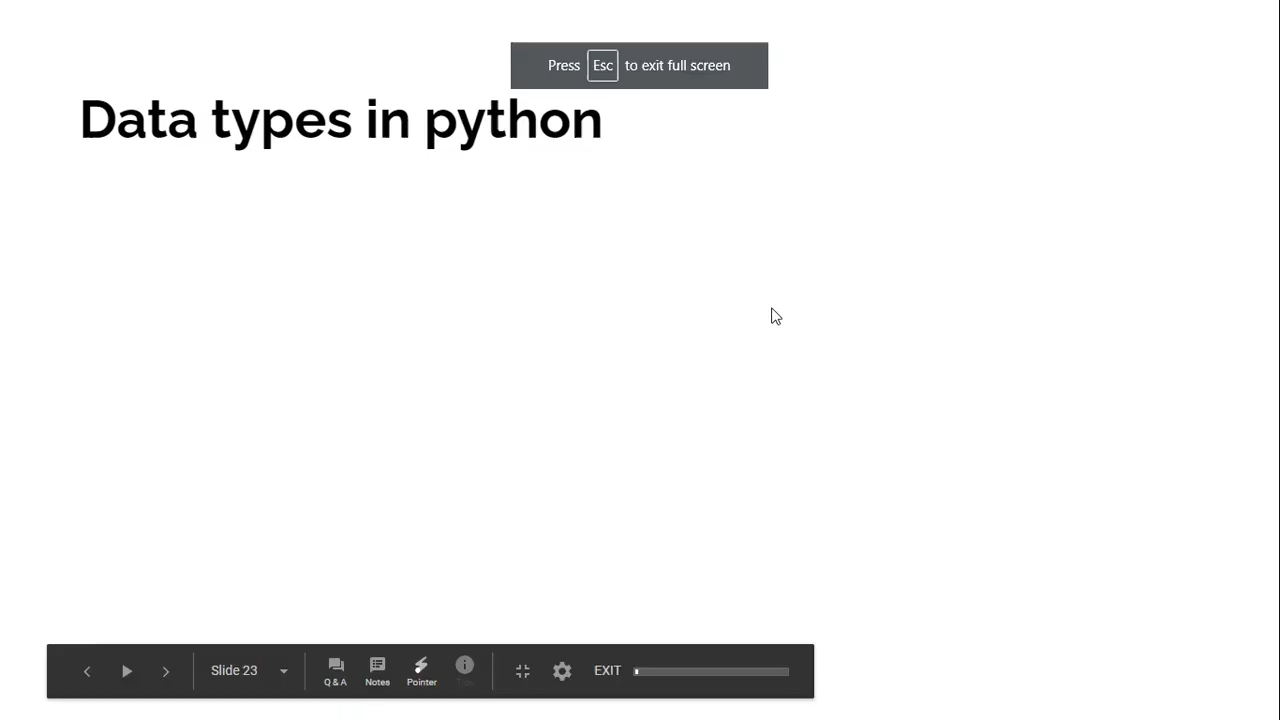 Press Esc to exit full screen
Data types in python
Slide 23
Q & A
Notes
Pointer
EXIT